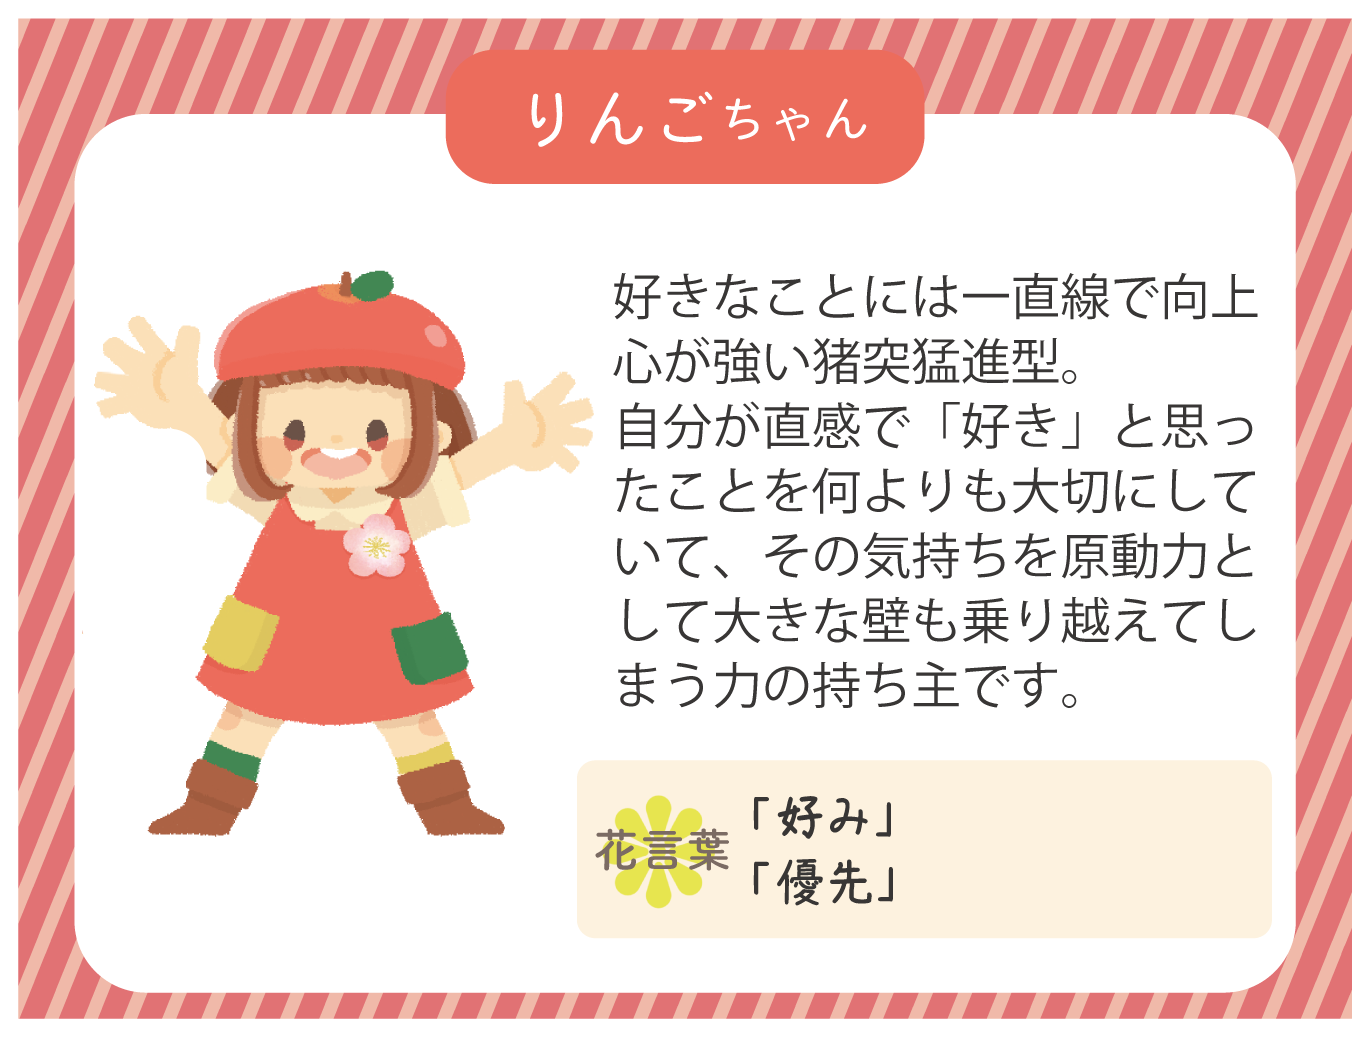 りんごちゃん
好きなことには一直線で向上
心が強い猪突猛進型。
自分が直感で「好き」と思っ
たことを何よりも大切にして
いて、その気持ちを原動力と
して大きな壁も乗り越えてし
まう力の持ち主です。
花言葉
「好み」
「優先」